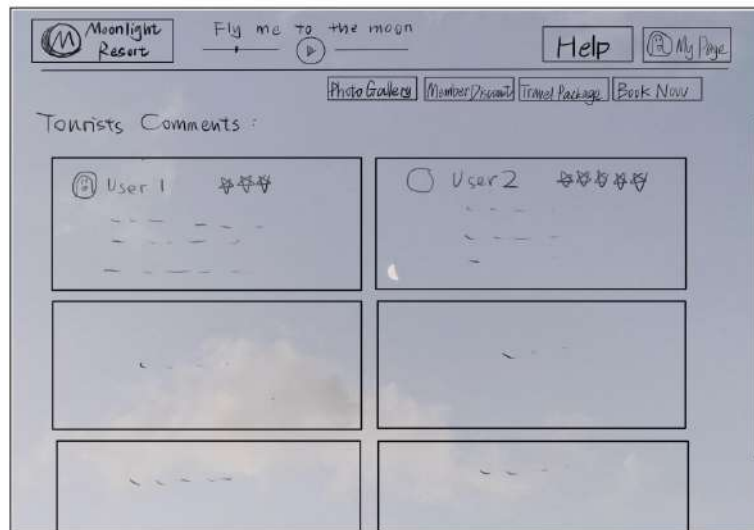 M Moonlight Resort
Fly me to the moon
Help
My Page
Photo Gallery
Member Discount
Travel Package
Book Now
Tourists Comments :
User 1
User 2